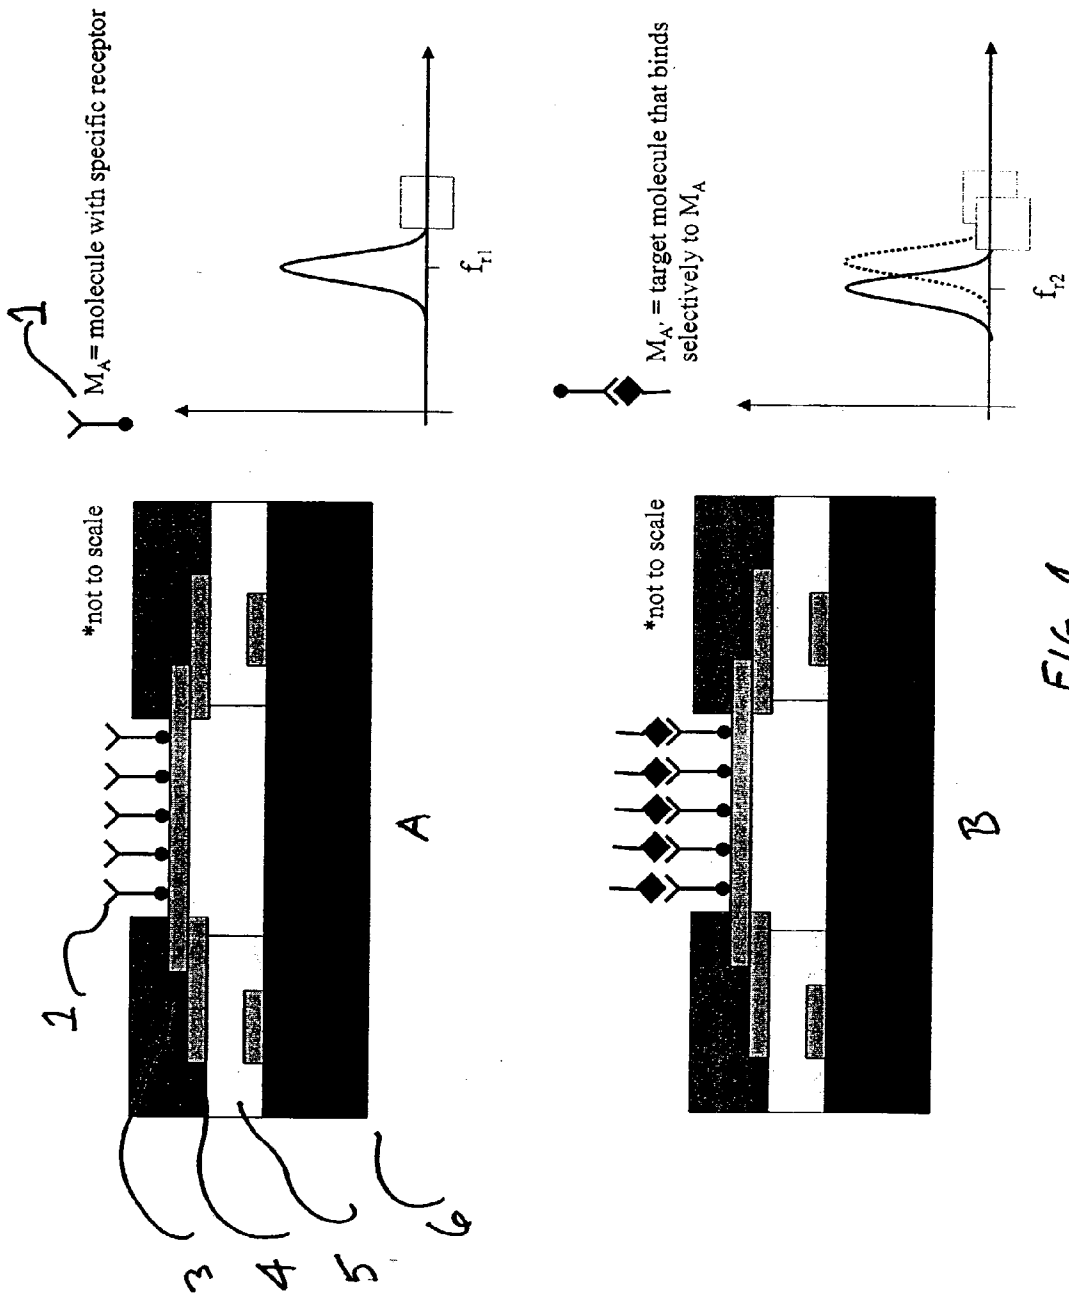 1
M_A = molecule with specific receptor
*not to scale
1
3
4
5
6
A
f_r1
M_A' = target molecule that binds
selectively to M_A
*not to scale
B
f_r2
FIG. 1